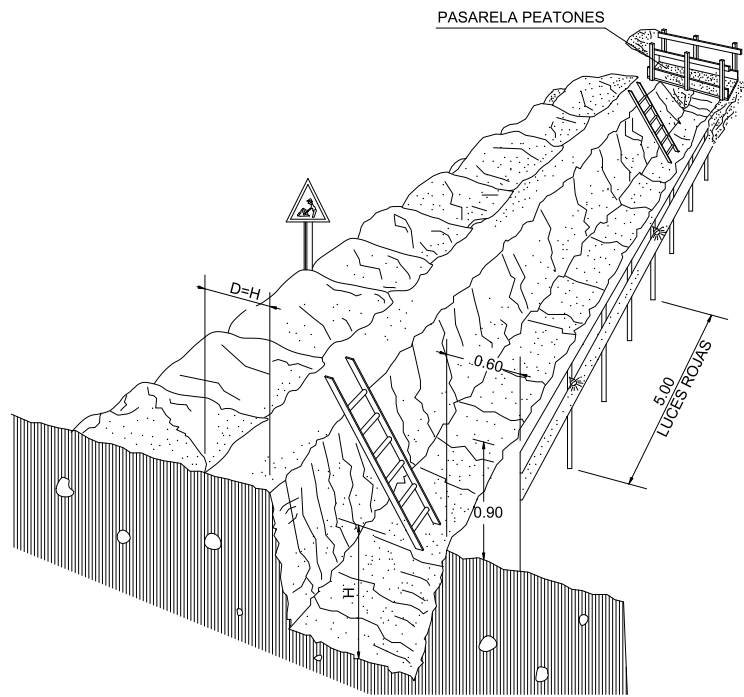 PASARELA PEATONES
D=H
0.60
5.00
LUCES ROJAS
0.90
H